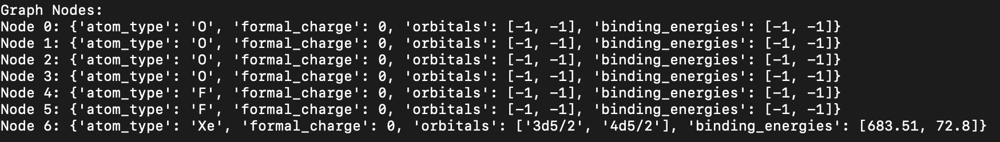 Graph Nodes:
Node 0: {'atom_type': 'O', 'formal_charge': 0, 'orbitals': [-1, -1], 'binding_energies': [-1, -1]}
Node 1: {'atom_type': 'O', 'formal_charge': 0, 'orbitals': [-1, -1], 'binding_energies': [-1, -1]}
Node 2: {'atom_type': 'O', 'formal_charge': 0, 'orbitals': [-1, -1], 'binding_energies': [-1, -1]}
Node 3: {'atom_type': 'O', 'formal_charge': 0, 'orbitals': [-1, -1], 'binding_energies': [-1, -1]}
Node 4: {'atom_type': 'F', 'formal_charge': 0, 'orbitals': [-1, -1], 'binding_energies': [-1, -1]}
Node 5: {'atom_type': 'F', 'formal_charge': 0, 'orbitals': [-1, -1], 'binding_energies': [-1, -1]}
Node 6: {'atom_type': 'Xe', 'formal_charge': 0, 'orbitals': ['3d5/2', '4d5/2'], 'binding_energies': [683.51, 72.8]}